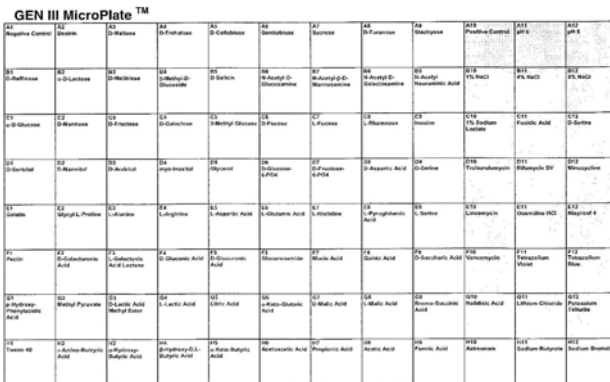 GEN III MicroPlate ™
A1 A2 A3 A4 A5 A6 A7 A8 A9 A10 A11 A12
Negative Control Dextrin D-Maltose D-Trehalose D-Cellobiose Gentiobiose Sucrose D-Turanose Stachyose Positive Control pH 6 pH 5
B1 B2 B3 B4 B5 B6 B7 B8 B9 B10 B11 B12
D-Raffinose α-D-Lactose D-Melibiose β-Methyl-D- D-Salicin N-Acetyl-D- N-Acetyl-β-D- N-Acetyl-D- N-Acetyl 1% NaCl 4% NaCl 8% NaCl
Glucoside Glucosamine Mannosamine Galactosamine Neuraminic Acid
C1 C2 C3 C4 C5 C6 C7 C8 C9 C10 C11 C12
α-D-Glucose D-Mannose D-Fructose D-Galactose 3-Methyl Glucose D-Fucose L-Fucose L-Rhamnose Inosine 1% Sodium Fusidic Acid D-Serine
Lactate
D1 D2 D3 D4 D5 D6 D7 D8 D9 D10 D11 D12
D-Sorbitol D-Mannitol D-Arabitol myo-Inositol Glycerol D-Glucose- D-Fructose- D-Aspartic Acid D-Serine Troleandomycin Rifamycin SV Minocycline
6-PO4 6-PO4
E1 E2 E3 E4 E5 E6 E7 E8 E9 E10 E11 E12
Gelatin Glycyl-L-Proline L-Alanine L-Arginine L-Aspartic Acid L-Glutamic Acid L-Histidine L-Pyroglutamic L-Serine Lincomycin Guanidine HCl Niaproof 4
Acid
F1 F2 F3 F4 F5 F6 F7 F8 F9 F10 F11 F12
Pectin D-Galacturonic L-Galactonic D-Gluconic Acid D-Glucuronic Glucuronamide Mucic Acid Quinic Acid D-Saccharic Acid Vancomycin Tetrazolium Tetrazolium
Acid Acid Lactone Acid Violet Blue
G1 G2 G3 G4 G5 G6 G7 G8 G9 G10 G11 G12
p-Hydroxy- Methyl Pyruvate D-Lactic Acid L-Lactic Acid Citric Acid α-Keto-Glutaric D-Malic Acid L-Malic Acid Bromo-Succinic Nalidixic Acid Lithium Chloride Potassium
Phenylacetic Methyl Ester Acid Acid Tellurite
Acid
H1 H2 H3 H4 H5 H6 H7 H8 H9 H10 H11 H12
Tween 40 γ-Amino-Butyric α-Hydroxy- β-Hydroxy-D,L- α-Keto-Butyric Acetoacetic Acid Propionic Acid Acetic Acid Formic Acid Aztreonam Sodium Butyrate Sodium Bromate
Acid Butyric Acid Butyric Acid Acid